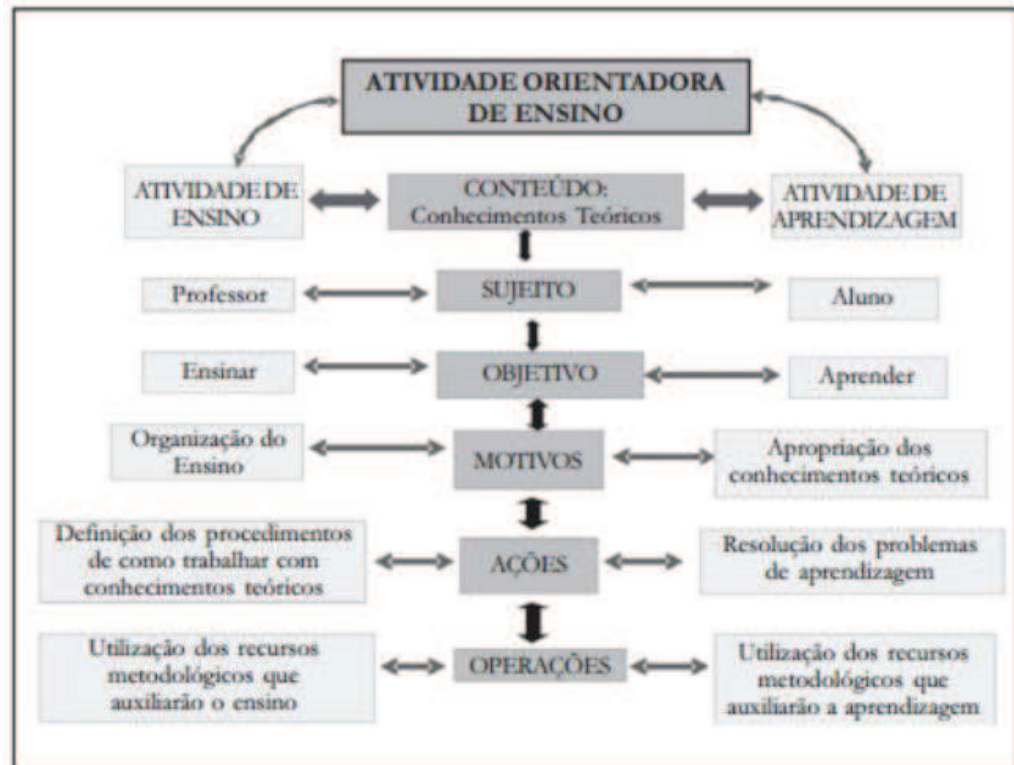 ATIVIDADE ORIENTADORA
DE ENSINO
ATIVIDADE DE
ENSINO
CONTEÚDO:
Conhecimentos Teóricos
ATIVIDADE DE
APRENDIZAGEM
Professor
SUJEITO
Aluno
Ensinar
OBJETIVO
Aprender
Organização do
Ensino
MOTIVOS
Apropriação dos
conhecimentos teóricos
Definição dos procedimentos
de como trabalhar com
conhecimentos teóricos
AÇÕES
Resolução dos problemas
de aprendizagem
Utilização dos recursos
metodológicos que
auxiliarão o ensino
OPERAÇÕES
Utilização dos recursos
metodológicos que
auxiliarão a aprendizagem